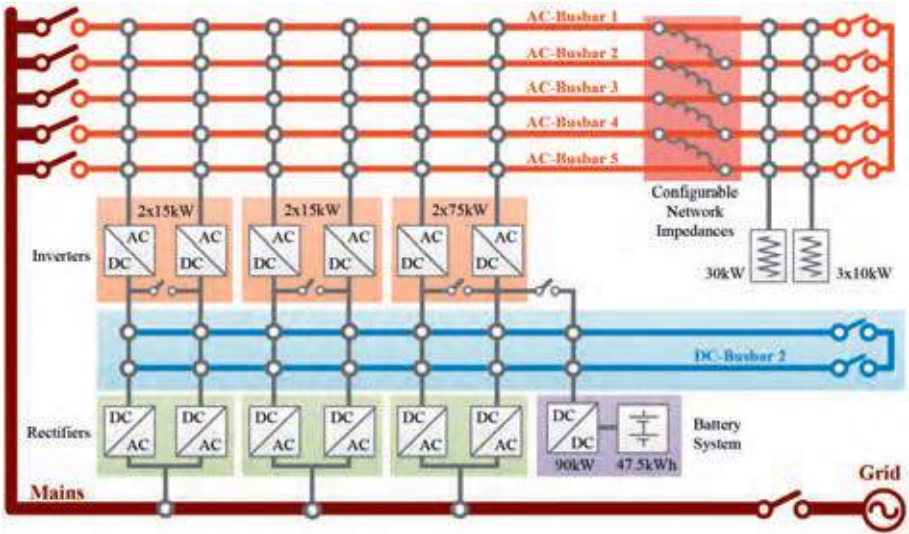 AC-Busbar 1
AC-Busbar 2
AC-Busbar 3
AC-Busbar 4
AC-Busbar 5
Configurable
Network
Impedances
2x15kW
2x15kW
2x75kW
Inverters
AC
DC
AC
DC
AC
DC
AC
DC
AC
DC
AC
DC
30kW
3x10kW
DC-Busbar 2
Rectifiers
DC
AC
DC
AC
DC
AC
DC
AC
DC
AC
DC
AC
DC
DC
90kW
47.5kWh
Battery
System
Mains
Grid